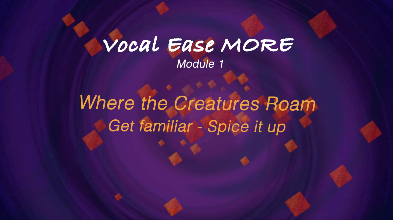 Vocal Ease MORE
Module 1
Where the Creatures Roam
Get familiar - Spice it up